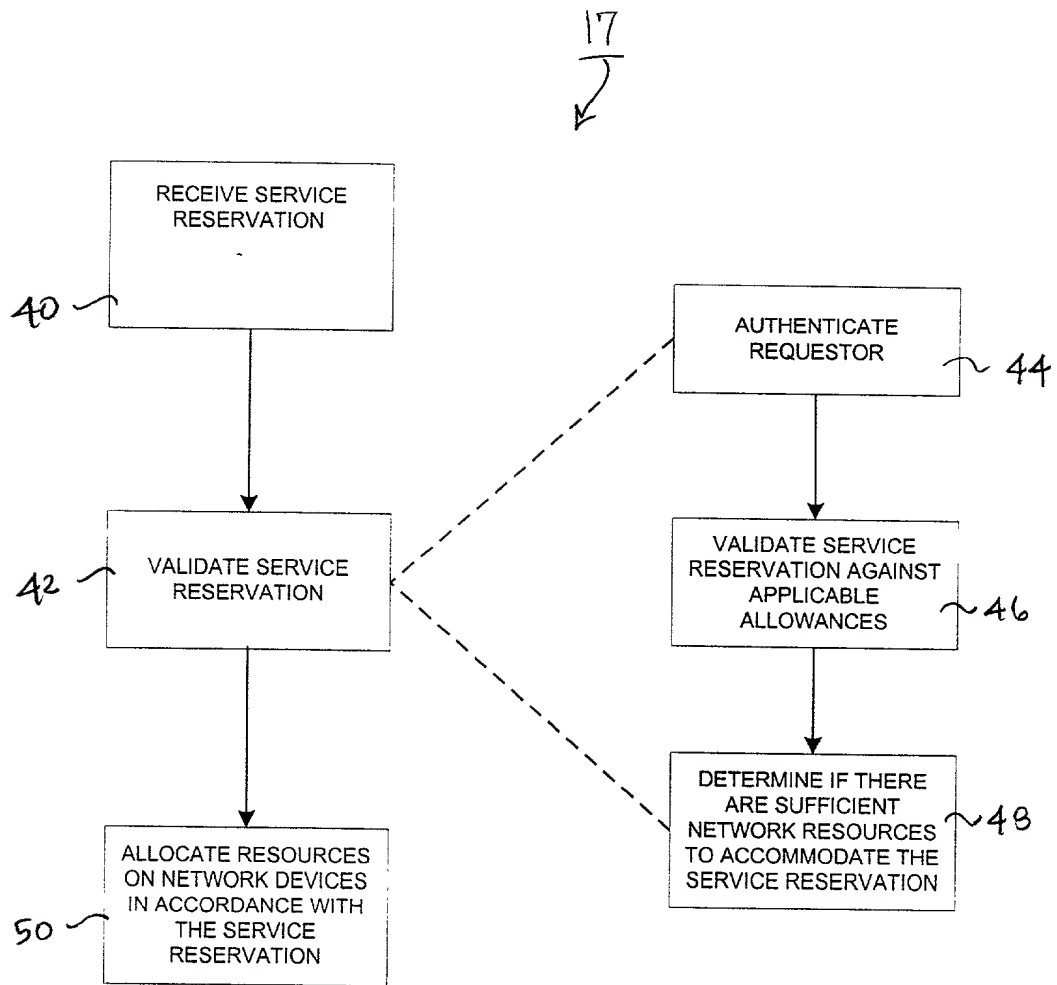 17
RECEIVE SERVICE
RESERVATION
40
AUTHENTICATE
REQUESTOR
44
VALIDATE SERVICE
RESERVATION
42
VALIDATE SERVICE
RESERVATION AGAINST
APPLICABLE
ALLOWANCES
46
DETERMINE IF THERE
ARE SUFFICIENT
NETWORK RESOURCES
TO ACCOMMODATE THE
SERVICE RESERVATION
48
ALLOCATE RESOURCES
ON NETWORK DEVICES
IN ACCORDANCE WITH
THE SERVICE
RESERVATION
50